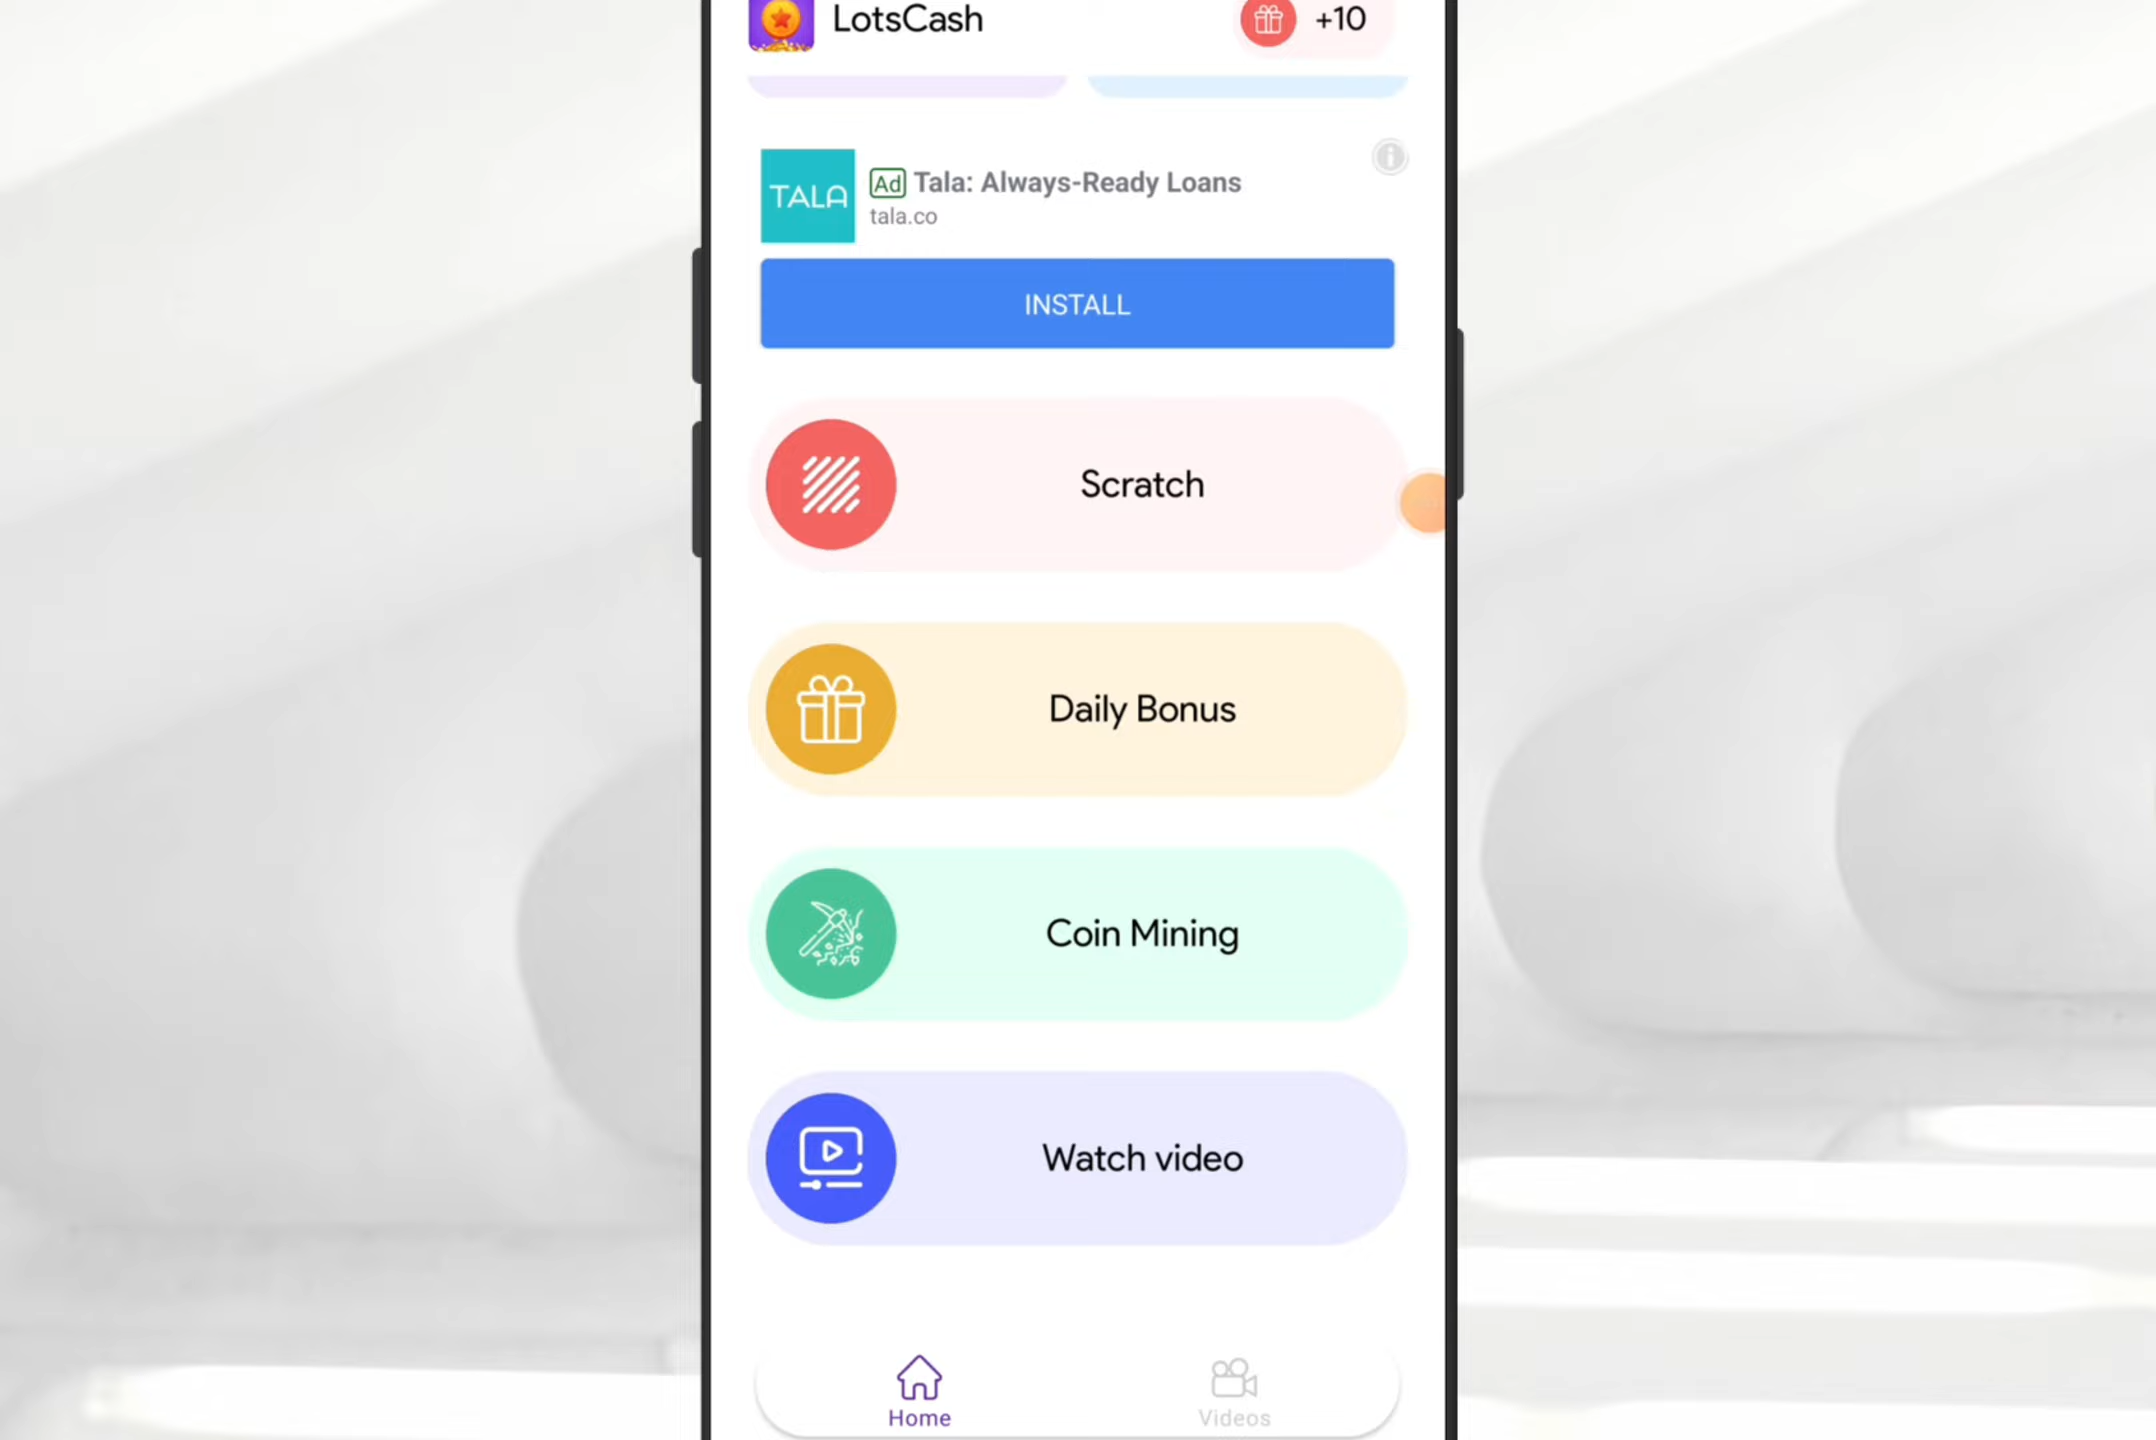 LotsCash
+10
TALA
Ad Tala: Always-Ready Loans
tala.co
INSTALL
Scratch
Daily Bonus
Coin Mining
Watch video
Home
Videos